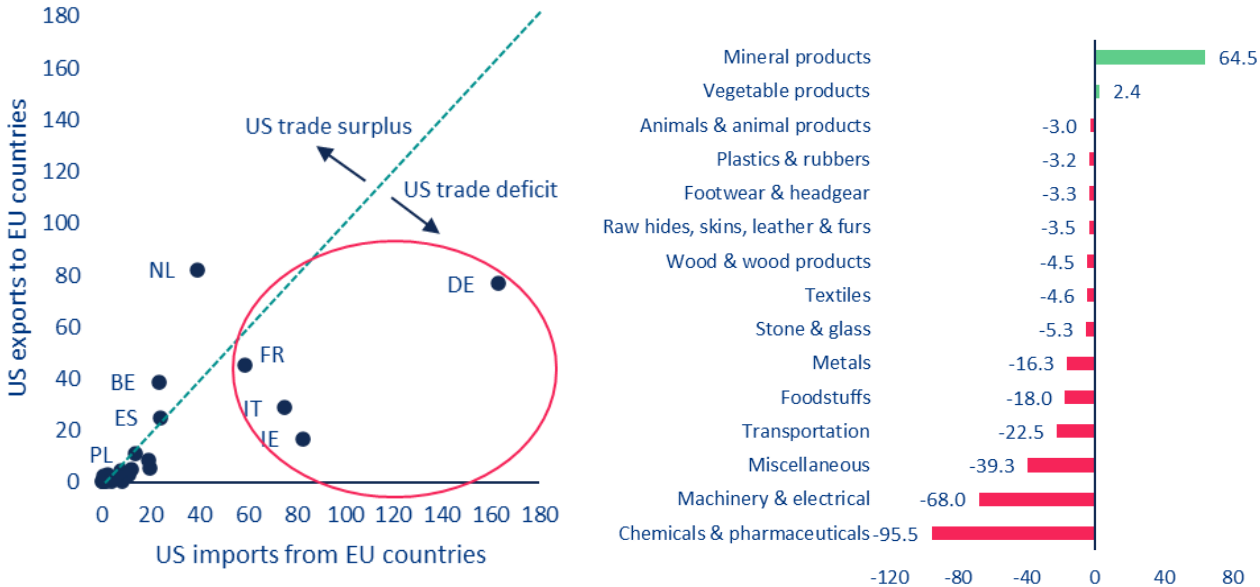 180
160
140
120
100
80
60
40
20
0
US exports to EU countries
US trade surplus
US trade deficit
NL
DE
FR
BE
IT
ES
IE
PL
0 20 40 60 80 100 120 140 160 180
US imports from EU countries
Mineral products 64.5
Vegetable products 2.4
Animals & animal products -3.0
Plastics & rubbers -3.2
Footwear & headgear -3.3
Raw hides, skins, leather & furs -3.5
Wood & wood products -4.5
Textiles -4.6
Stone & glass -5.3
Metals -16.3
Foodstuffs -18.0
Transportation -22.5
Miscellaneous -39.3
Machinery & electrical -68.0
Chemicals & pharmaceuticals -95.5
-120 -80 -40 0 40 80